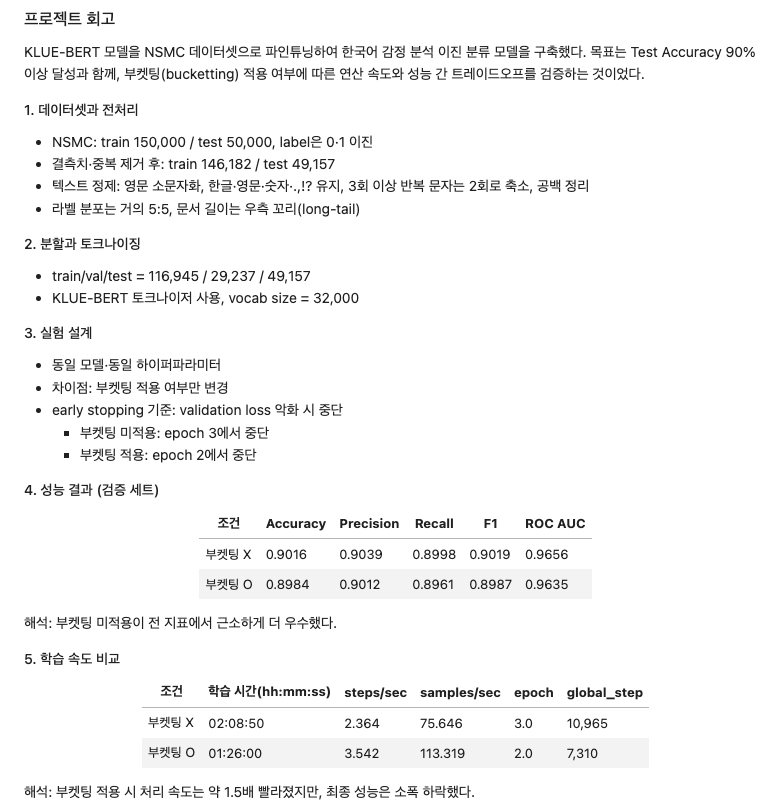 프로젝트 회고
KLUE-BERT 모델을 NSMC 데이터셋으로 파인튜닝하여 한국어 감정 분석 이진 분류 모델을 구축했다. 목표는 Test Accuracy 90%
이상 달성과 함께, 부켓팅(bucketting) 적용 여부에 따른 연산 속도와 성능 간 트레이드오프를 검증하는 것이었다.
1. 데이터셋과 전처리
• NSMC: train 150,000 / test 50,000, label은 0·1 이진
• 결측치·중복 제거 후: train 146,182 / test 49,157
• 텍스트 정제: 영문 소문자화, 한글·영문·숫자·.,!? 유지, 3회 이상 반복 문자는 2회로 축소, 공백 정리
• 라벨 분포는 거의 5:5, 문서 길이는 우측 꼬리(long-tail)
2. 분할과 토크나이징
• train/val/test = 116,945 / 29,237 / 49,157
• KLUE-BERT 토크나이저 사용, vocab size = 32,000
3. 실험 설계
• 동일 모델·동일 하이퍼파라미터
• 차이점: 부켓팅 적용 여부만 변경
• early stopping 기준: validation loss 악화 시 중단
▪ 부켓팅 미적용: epoch 3에서 중단
▪ 부켓팅 적용: epoch 2에서 중단
4. 성능 결과 (검증 세트)
조건 Accuracy Precision Recall F1 ROC AUC
부켓팅 X 0.9016 0.9039 0.8998 0.9019 0.9656
부켓팅 O 0.8984 0.9012 0.8961 0.8987 0.9635
해석: 부켓팅 미적용이 전 지표에서 근소하게 더 우수했다.
5. 학습 속도 비교
조건 학습 시간(hh:mm:ss) steps/sec samples/sec epoch global_step
부켓팅 X 02:08:50 2.364 75.646 3.0 10,965
부켓팅 O 01:26:00 3.542 113.319 2.0 7,310
해석: 부켓팅 적용 시 처리 속도는 약 1.5배 빨라졌지만, 최종 성능은 소폭 하락했다.